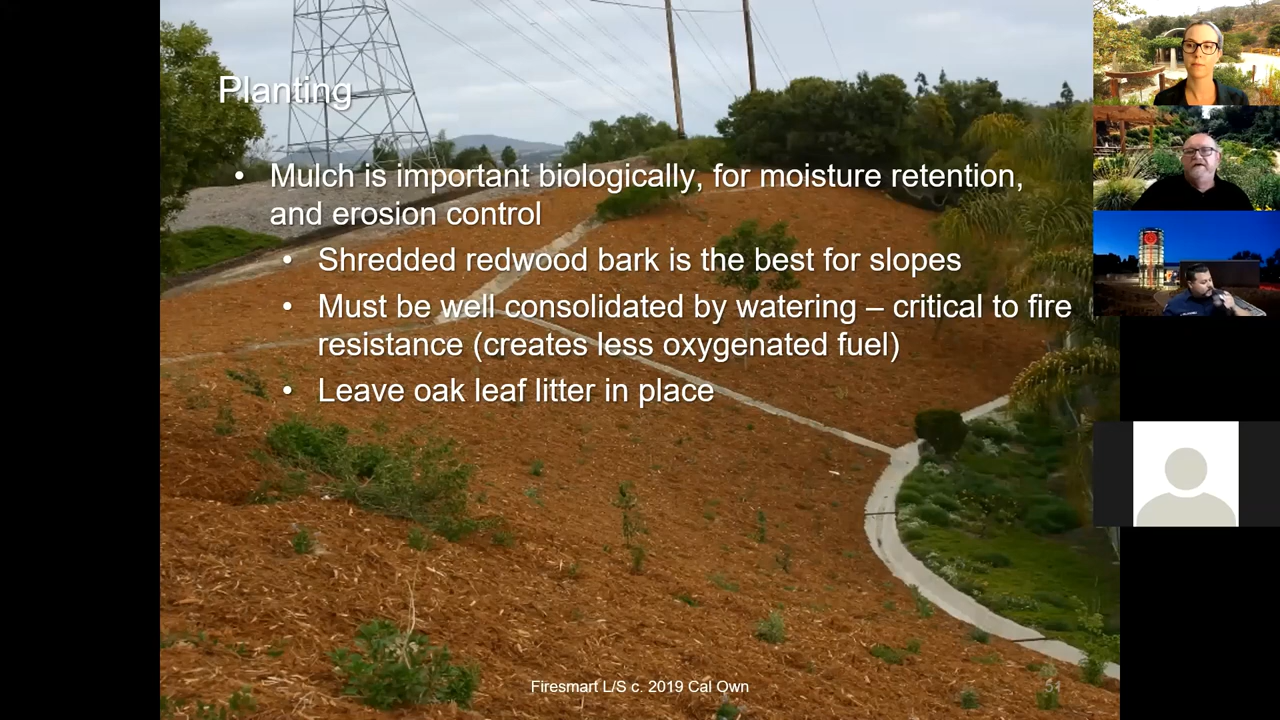 Planting
• Mulch is important biologically, for moisture retention,
and erosion control
• Shredded redwood bark is the best for slopes
• Must be well consolidated by watering – critical to fire
resistance (creates less oxygenated fuel)
• Leave oak leaf litter in place
Firesmart L/S c. 2019 Cal Own
51